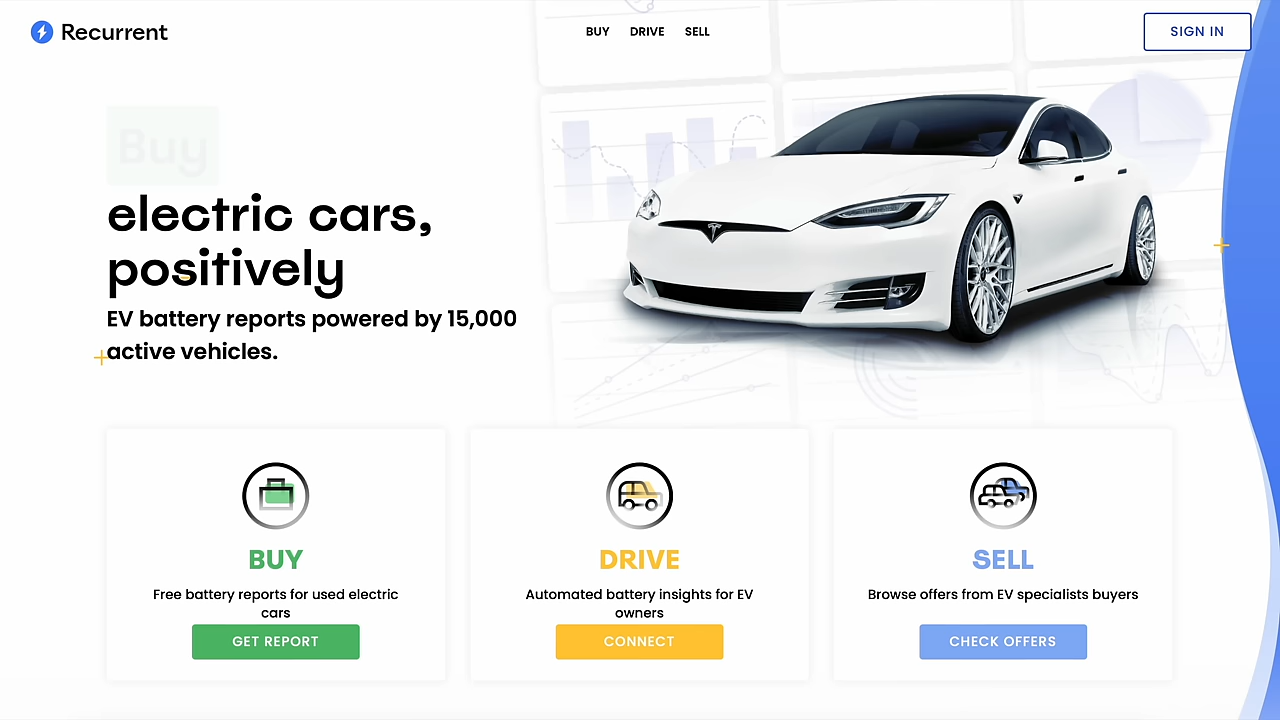 Recurrent
BUY DRIVE SELL
SIGN IN
Buy
electric cars,
positively
EV battery reports powered by 15,000
active vehicles.
BUY
Free battery reports for used electric
cars
GET REPORT
DRIVE
Automated battery insights for EV
owners
CONNECT
SELL
Browse offers from EV specialists buyers
CHECK OFFERS